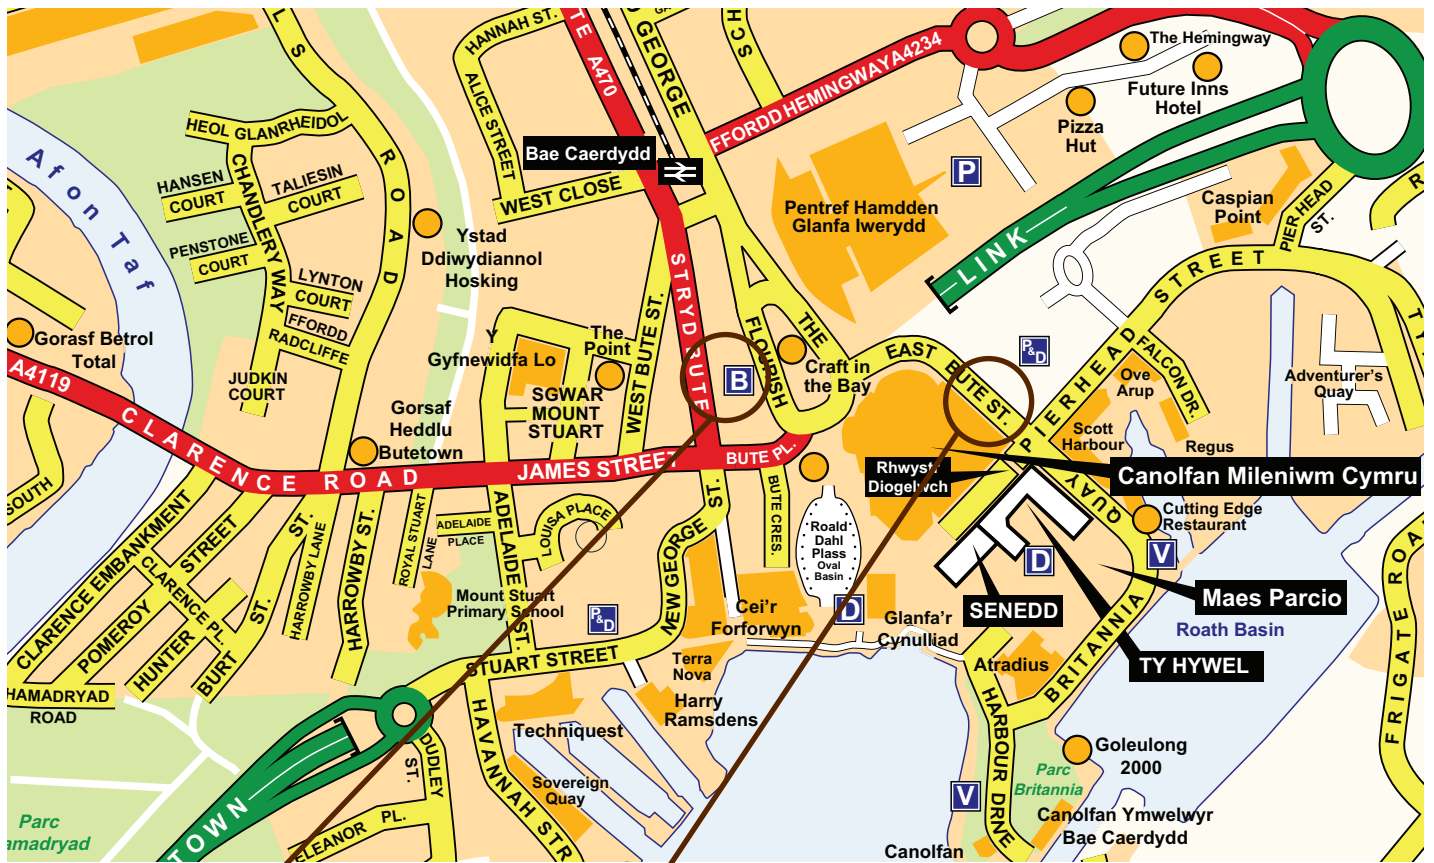 HANNAH ST.
ALICE STREET
WEST CLOSE
TE
A470
O GEORGE
GA
SCH
FFORDD HEMINGWAY A4234
The Hemingway
Future Inns
Hotel
Pizza
Hut
Bae Caerdydd
P
LS
ROAD
HEOL GLANRHEIDOL
CHANDLERY WAY
HANSEN
COURT
TALIESIN
COURT
PENSTONE
COURT
LYNTON
COURT
FFORDD
RADCLIFFE
JUDKIN
COURT
Afon Taf
Ystad
Ddiwydiannol
Hosking
Pentref Hamdden
Glanfa Iwerydd
Caspian
Point
PIER HEAD
ST.
R
LINK
STRYD BUTE
WEST BUTE ST.
THE
FLOURISH
Gorasf Betrol
Total
Y
Gyfnewidfa Lo
The
Point
SGWAR
MOUNT
STUART
B
Craft in
the Bay
EAST
BUTE ST.
P&D
PIERHEAD STREET
FALCON DR.
Ove
Arup
Scott
Harbour
Regus
Adventurer's
Quay
TY
A4119
CLARENCE ROAD
JAMES STREET
BUTE PL.
Gorsaf
Heddlu
Butetown
Rhwystr
Diogelwch
Canolfan Mileniwm Cymru
SOUTH
CLARENCE EMBANKMENT
STREET
POMEROY
CLARENCE PL.
HUNTER
ST.
BURT
ST.
HARROWBY LANE
HARROWBY ST.
ROYAL STUART
LANE
ADELAIDE
PLACE
ADELAIDE
ST.
LOUISA PLACE
NEW GEORGE
ST.
BUTE CRES.
Roald
Dahl
Plass
Oval
Basin
QUAY
Cutting Edge
Restaurant
V
D
SENEDD
Maes Parcio
Roath Basin
TY HYWEL
FRIGATE ROA
Mount Stuart
Primary School
P&D
Cei'r
Forforwyn
D
Glanfa'r
Cynulliad
Atradius
BRITANNIA
HAMADRYAD
ROAD
STUART STREET
Terra
Nova
Harry
Ramsdens
HAVANNAH STR
Techniquest
Sovereign
Quay
DUDLEY
ST.
ELEANOR PL.
TOWN
Parc
amadryad
HARBOUR DRNE
Parc
Britannia
Goleulong
2000
V
Canolfan Ymwelwyr
Bae Caerdydd
Canolfan